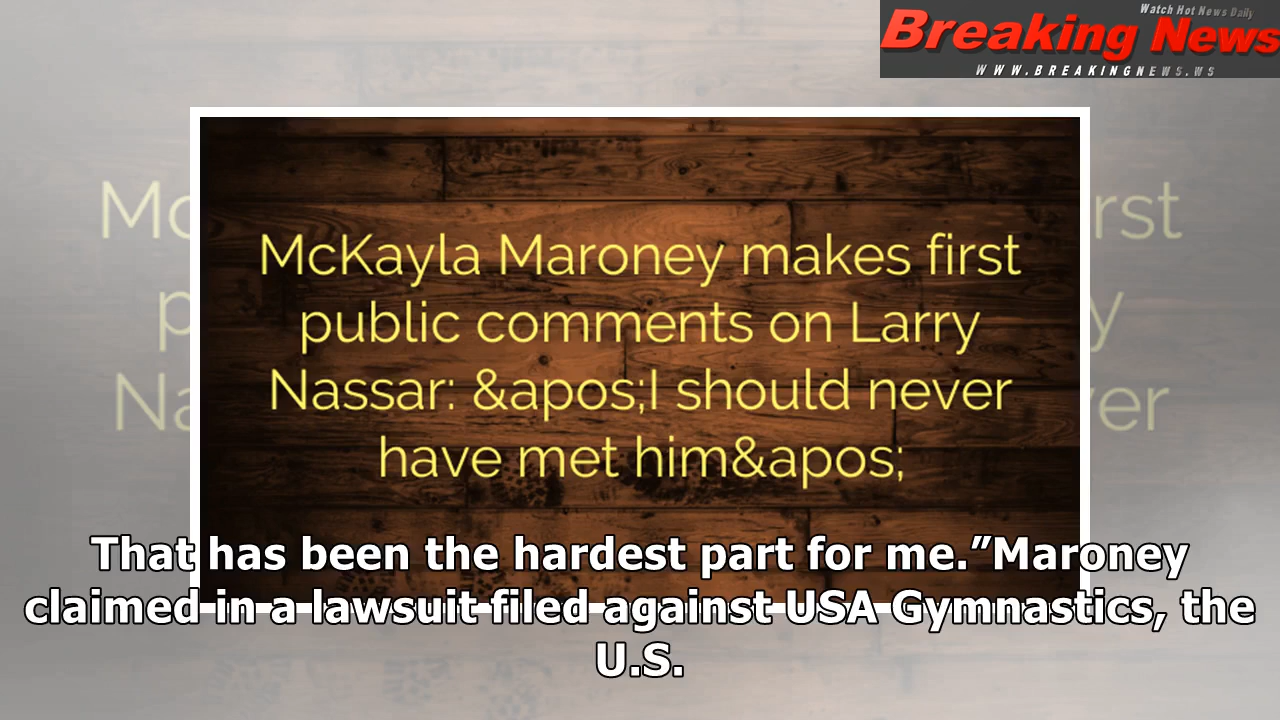 Watch Hot News Daily
Breaking News
WWW.BREAKINGNEWS.WS
McKayla Maroney makes first
public comments on Larry
Nassar: &apos;I should never
have met him&apos;
That has been the hardest part for me.”Maroney
claimed in a lawsuit filed against USA Gymnastics, the
U.S.